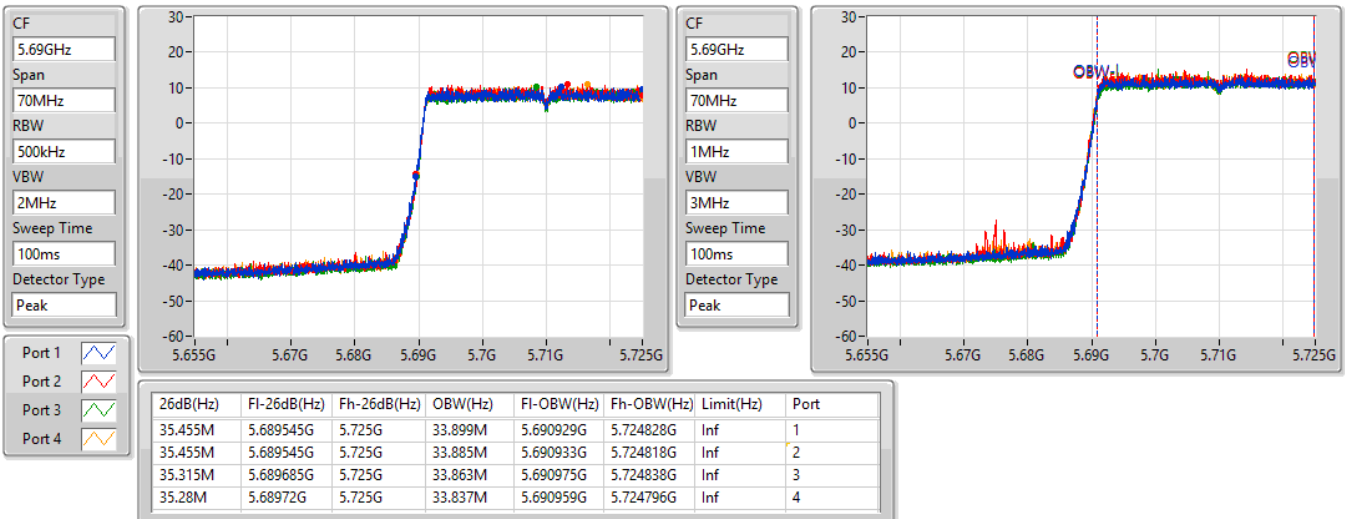 CF
5.69GHz
Span
70MHz
RBW
500kHz
VBW
2MHz
Sweep Time
100ms
Detector Type
Peak
30
20
10
0
-10
-20
-30
-40
-50
-60
5.655G 5.67G 5.68G 5.69G 5.7G 5.71G 5.725G
CF
5.69GHz
Span
70MHz
RBW
1MHz
VBW
3MHz
Sweep Time
100ms
Detector Type
Peak
30
20
10
0
-10
-20
-30
-40
-50
-60
OBW-l
OBV
5.655G 5.67G 5.68G 5.69G 5.7G 5.71G 5.725G
Port 1
Port 2
Port 3
Port 4
26dB(Hz) Fl-26dB(Hz) Fh-26dB(Hz) OBW(Hz) Fl-OBW(Hz) Fh-OBW(Hz) Limit(Hz) Port
35.455M 5.689545G 5.725G 33.899M 5.690929G 5.724828G Inf 1
35.455M 5.689545G 5.725G 33.885M 5.690933G 5.724818G Inf 2
35.315M 5.689685G 5.725G 33.863M 5.690975G 5.724838G Inf 3
35.28M 5.68972G 5.725G 33.837M 5.690959G 5.724796G Inf 4